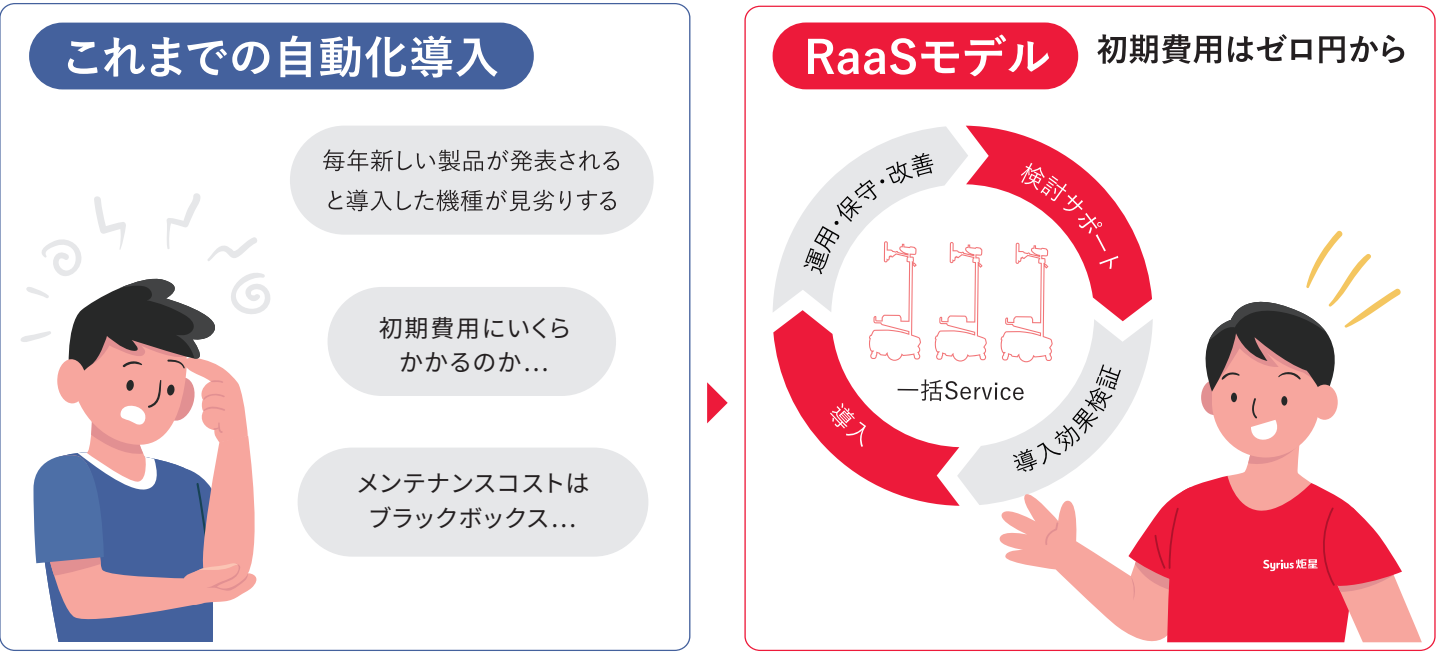 これまでの自動化導入
毎年新しい製品が発表される
と導入した機種が見劣りする
初期費用にいくら
かかるのか...
メンテナンスコストは
ブラックボックス...
RaaSモデル
初期費用はゼロ円から
検討サポート
導入効果検証
導入
運用・保守・改善
一括Service
Syrius 炬星